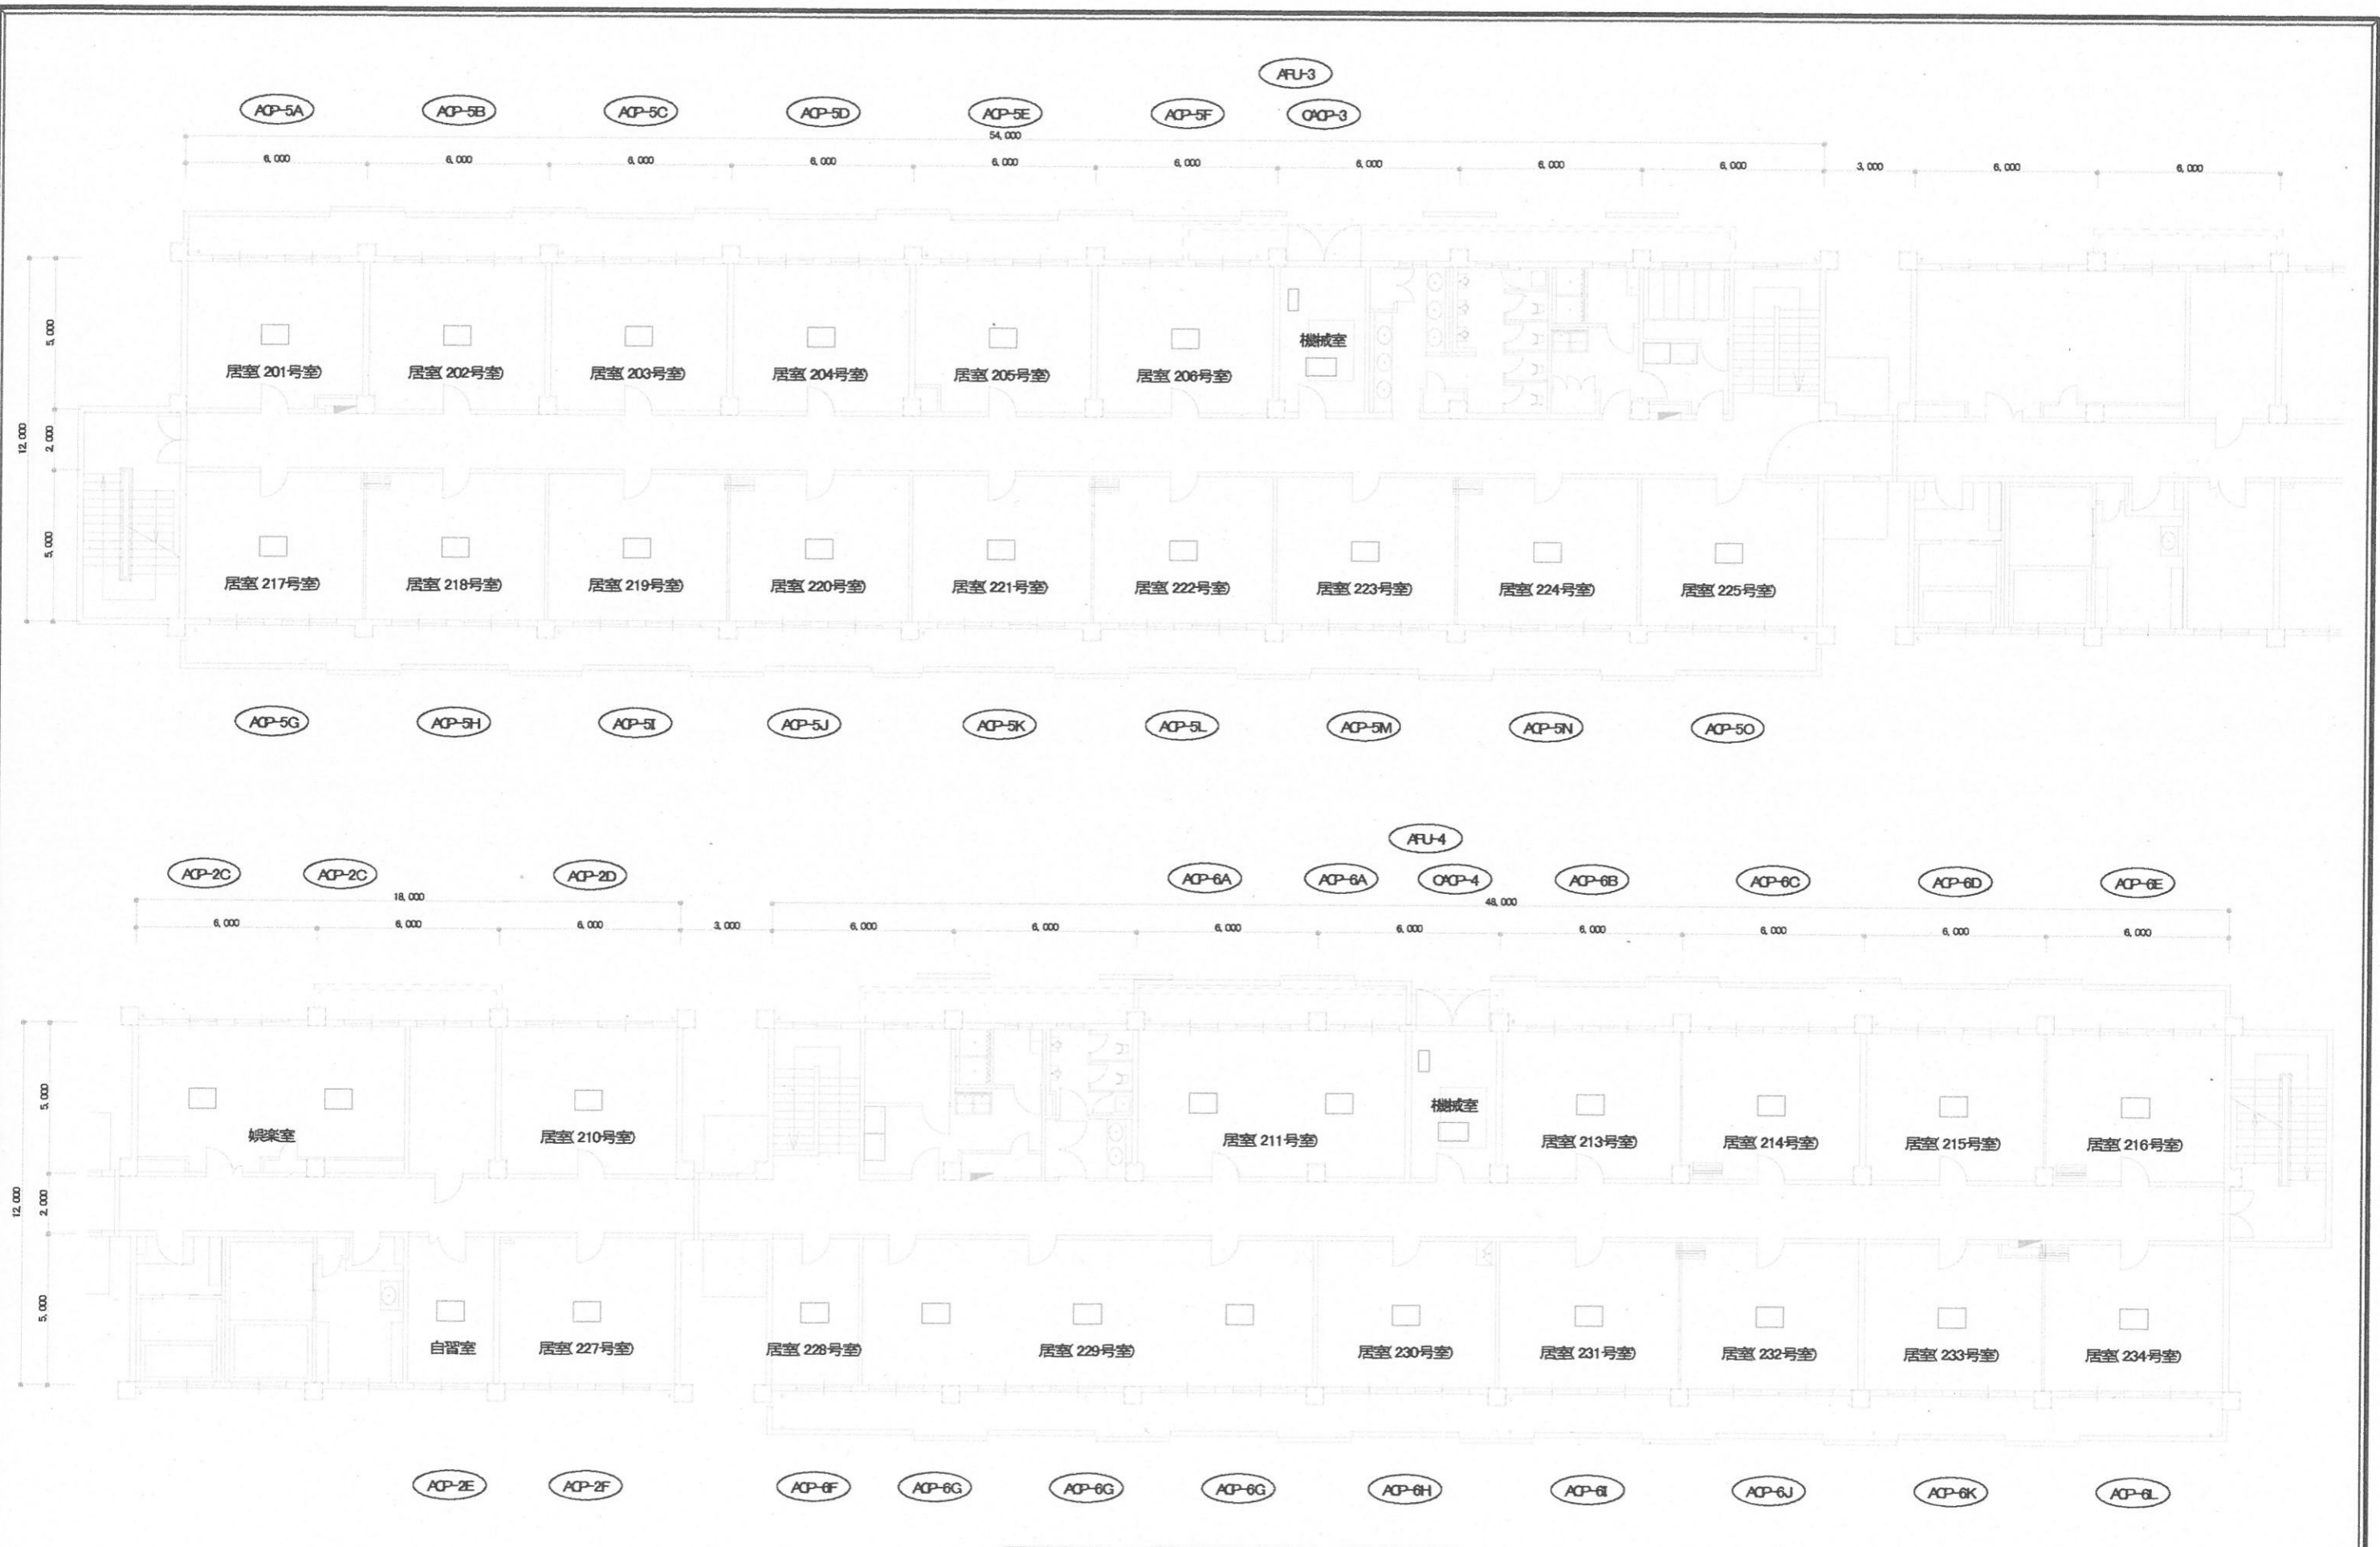 AFU-3
ACP-5A ACP-5B ACP-5C ACP-5D ACP-5E ACP-5F OACP-3
54,000
6,000 6,000 6,000 6,000 6,000 6,000 6,000 6,000 6,000 3,000 6,000 6,000
12,000 5,000 2,000 5,000
機械室
居室(201号室) 居室(202号室) 居室(203号室) 居室(204号室) 居室(205号室) 居室(206号室)
居室(217号室) 居室(218号室) 居室(219号室) 居室(220号室) 居室(221号室) 居室(222号室) 居室(223号室) 居室(224号室) 居室(225号室)
ACP-5G ACP-5H ACP-5I ACP-5J ACP-5K ACP-5L ACP-5M ACP-5N ACP-5O
AFU-4
ACP-2C ACP-2C ACP-2D ACP-6A ACP-6A OACP-4 ACP-6B ACP-6C ACP-6D ACP-6E
18,000 48,000
6,000 6,000 6,000 3,000 6,000 6,000 6,000 6,000 6,000 6,000 6,000 6,000
12,000 5,000 2,000 5,000
機械室
娯楽室 居室(210号室) 居室(211号室) 居室(213号室) 居室(214号室) 居室(215号室) 居室(216号室)
自習室 居室(227号室) 居室(228号室) 居室(229号室) 居室(230号室) 居室(231号室) 居室(232号室) 居室(233号室) 居室(234号室)
ACP-2E ACP-2F ACP-6F ACP-6G ACP-6G ACP-6G ACP-6H ACP-6I ACP-6J ACP-6K ACP-6L